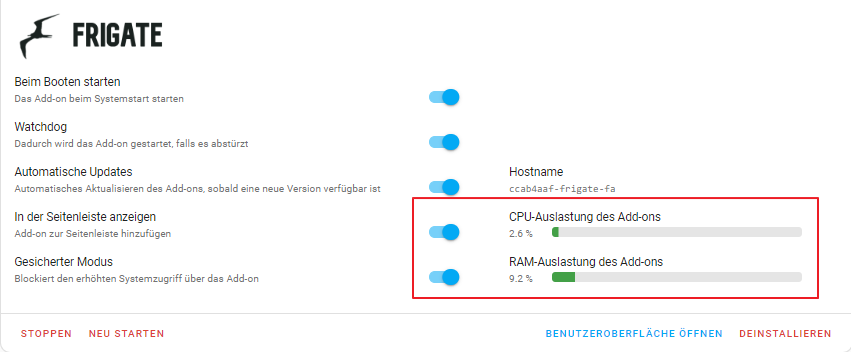 FRIGATE
Beim Booten starten
Das Add-on beim Systemstart starten
Watchdog
Dadurch wird das Add-on gestartet, falls es abstürzt
Automatische Updates
Automatisches Aktualisieren des Add-ons, sobald eine neue Version verfügbar ist
Hostname
ccab4aaf-frigate-fa
In der Seitenleiste anzeigen
Add-on zur Seitenleiste hinzufügen
CPU-Auslastung des Add-ons
2.6 %
Gesicherter Modus
Blockiert den erhöhten Systemzugriff über das Add-on
RAM-Auslastung des Add-ons
9.2 %
STOPPEN NEU STARTEN BENUTZEROBERFLÄCHE ÖFFNEN DEINSTALLIEREN